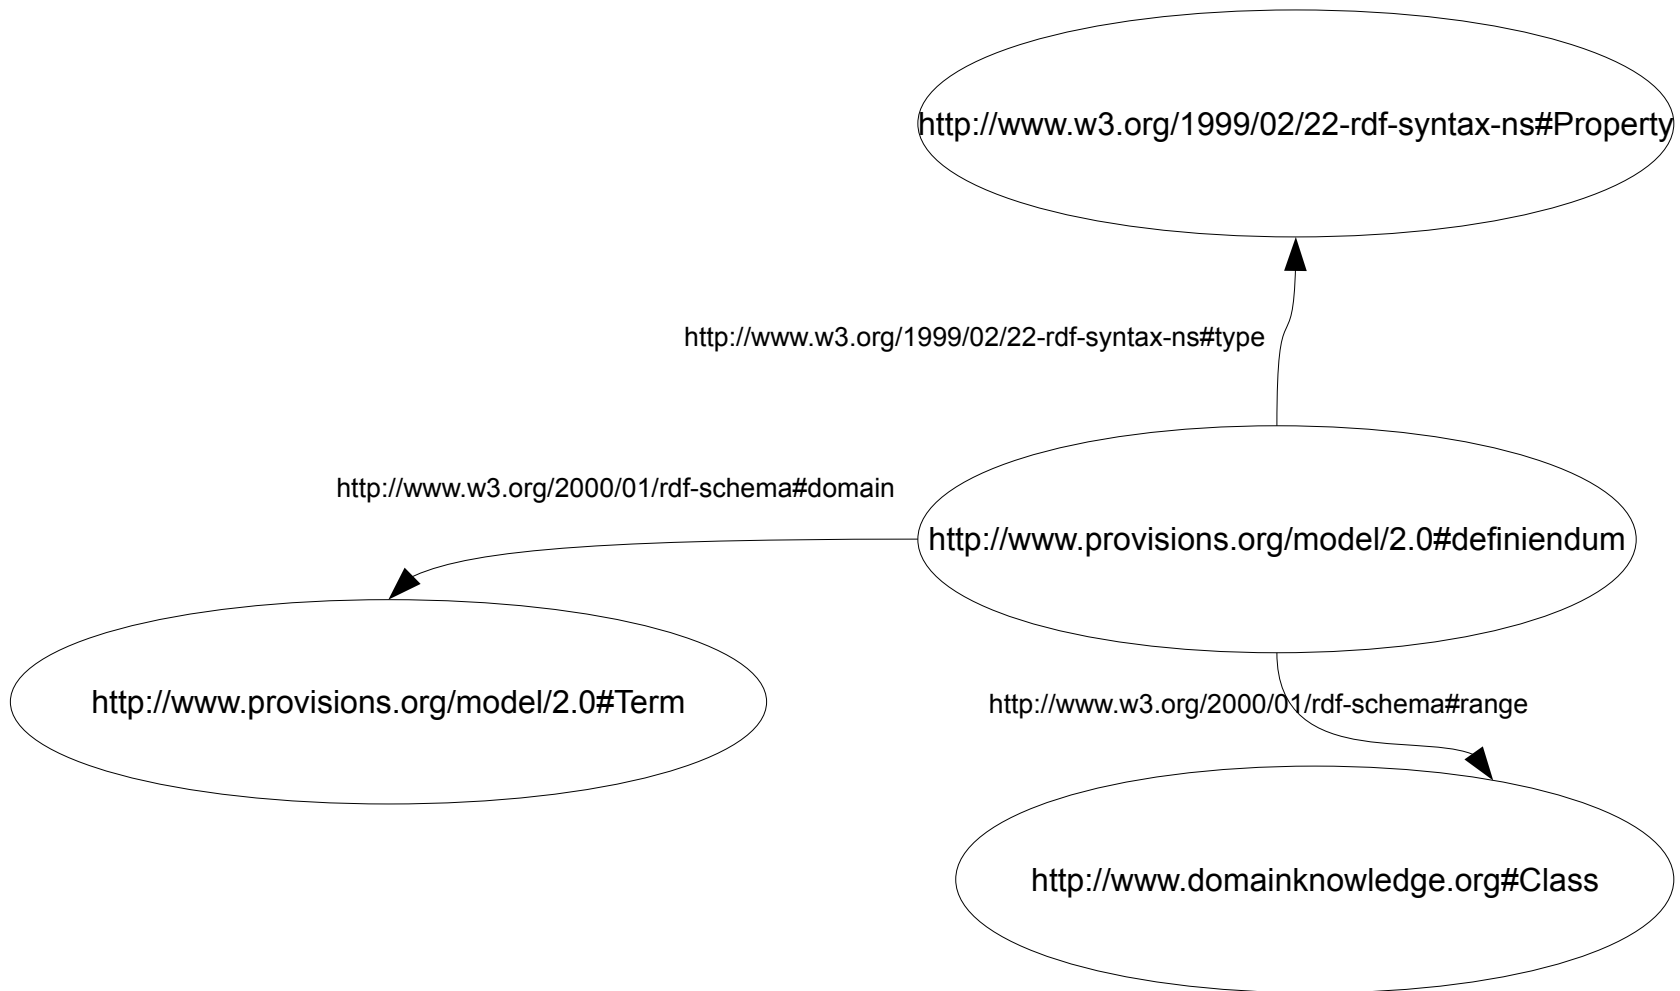 http://www.w3.org/1999/02/22-rdf-syntax-ns#Property
http://www.w3.org/1999/02/22-rdf-syntax-ns#type
http://www.w3.org/2000/01/rdf-schema#domain
http://www.provisions.org/model/2.0#definiendum
http://www.provisions.org/model/2.0#Term
http://www.w3.org/2000/01/rdf-schema#range
http://www.domainknowledge.org#Class